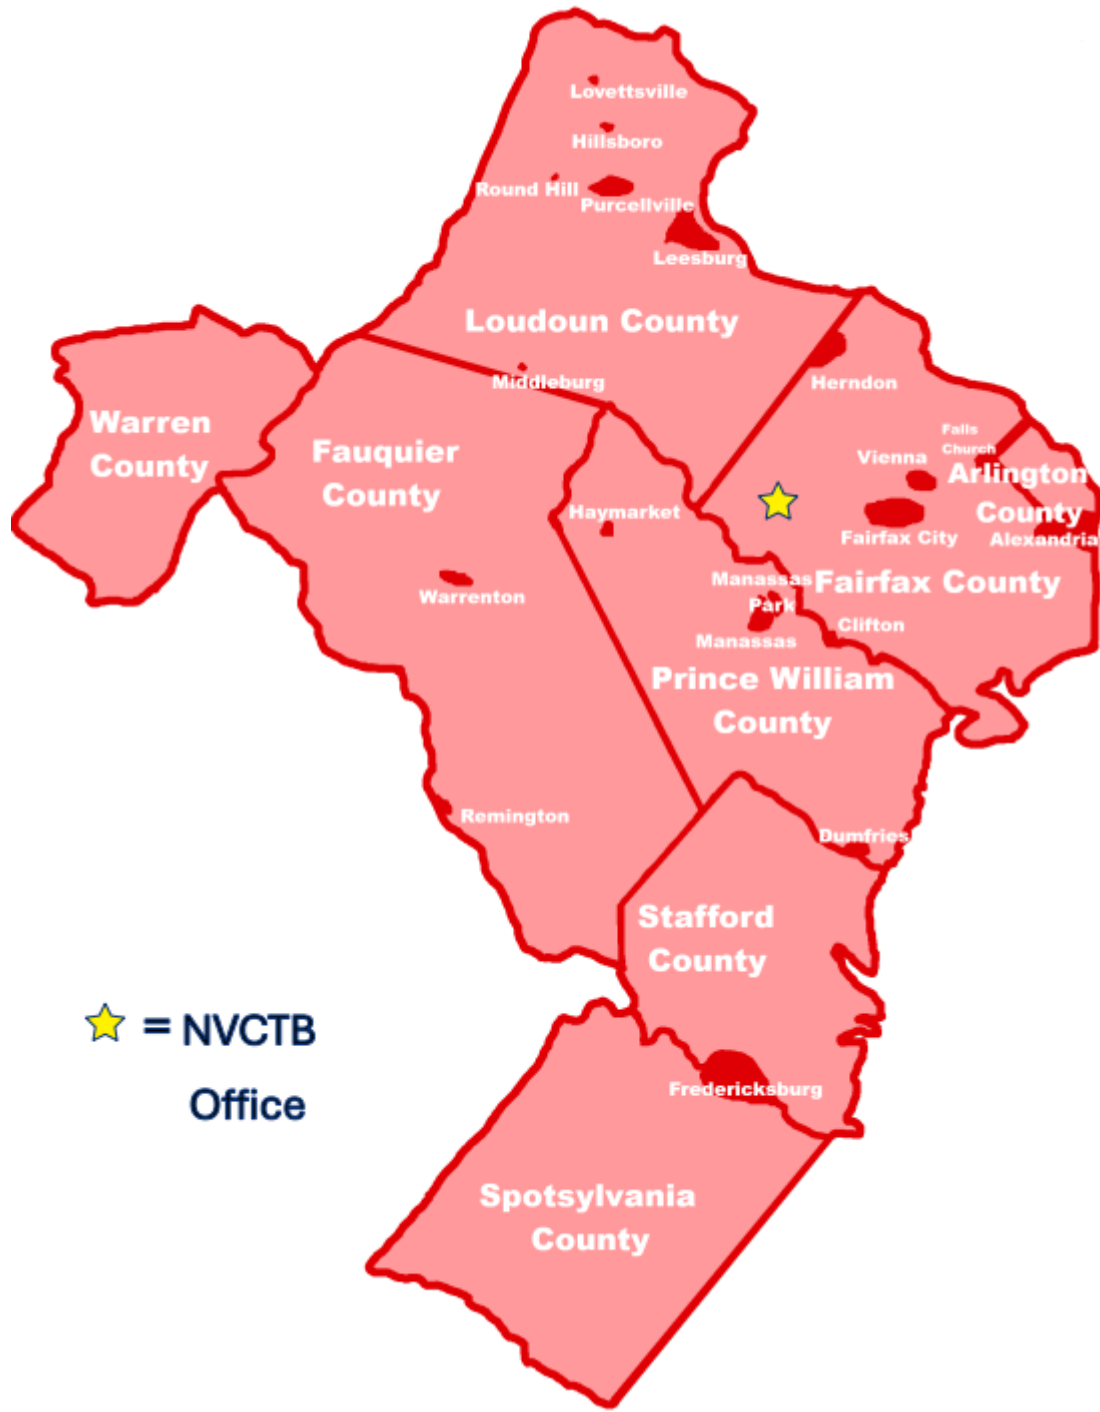 Lovettsville
Hillsboro
Round Hill
Purcellville
Leesburg
Loudoun County
Middleburg
Herndon
Warren
County
Fauquier
County
Falls
Church
Vienna
Arlington
County
Haymarket
Fairfax City
Alexandria
Warrenton
Manassas
Park
Fairfax County
Clifton
Manassas
Prince William
County
Remington
Dumfries
Stafford
County
= NVCTB
Office
Fredericksburg
Spotsylvania
County